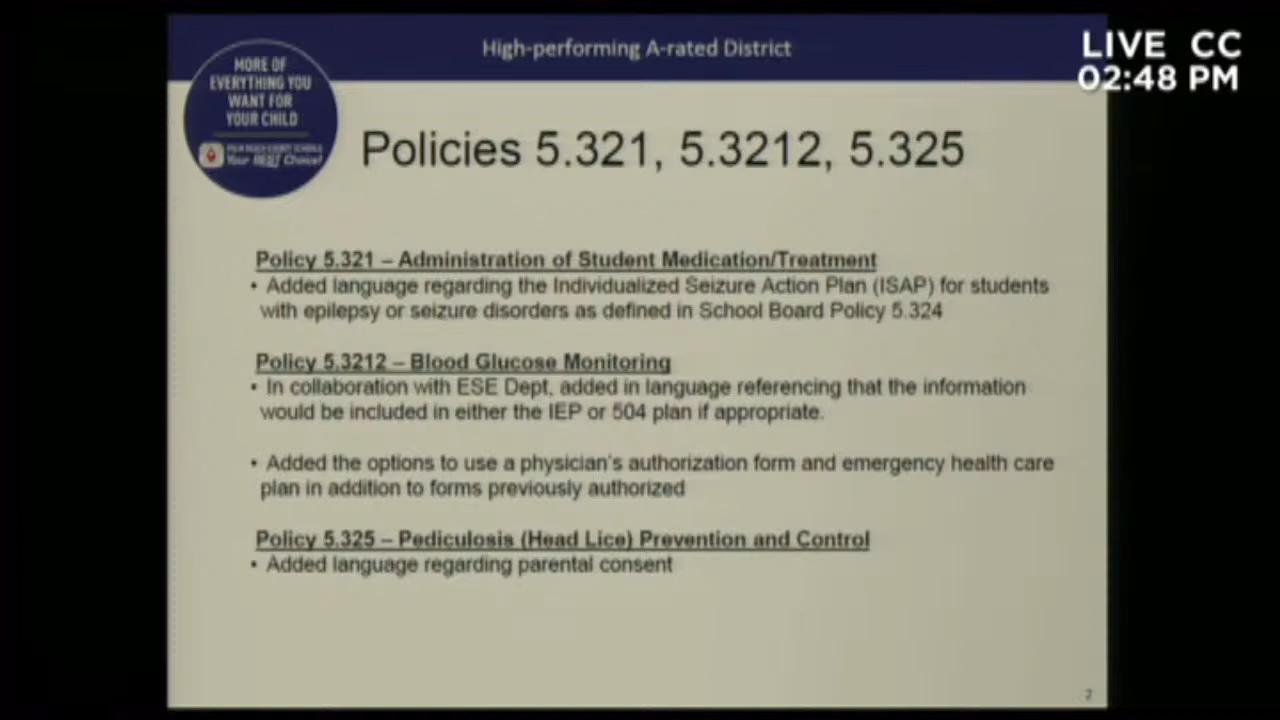 High-performing A-rated District
LIVE CC
02:48 PM
MORE OF
EVERYTHING YOU
WANT FOR
YOUR CHILD
PALM BEACH COUNTY SCHOOLS
Your BEST Choice!
Policies 5.321, 5.3212, 5.325
Policy 5.321 – Administration of Student Medication/Treatment
• Added language regarding the Individualized Seizure Action Plan (ISAP) for students
with epilepsy or seizure disorders as defined in School Board Policy 5.324
Policy 5.3212 – Blood Glucose Monitoring
• In collaboration with ESE Dept, added in language referencing that the information
would be included in either the IEP or 504 plan if appropriate.
• Added the options to use a physician's authorization form and emergency health care
plan in addition to forms previously authorized
Policy 5.325 – Pediculosis (Head Lice) Prevention and Control
• Added language regarding parental consent
2